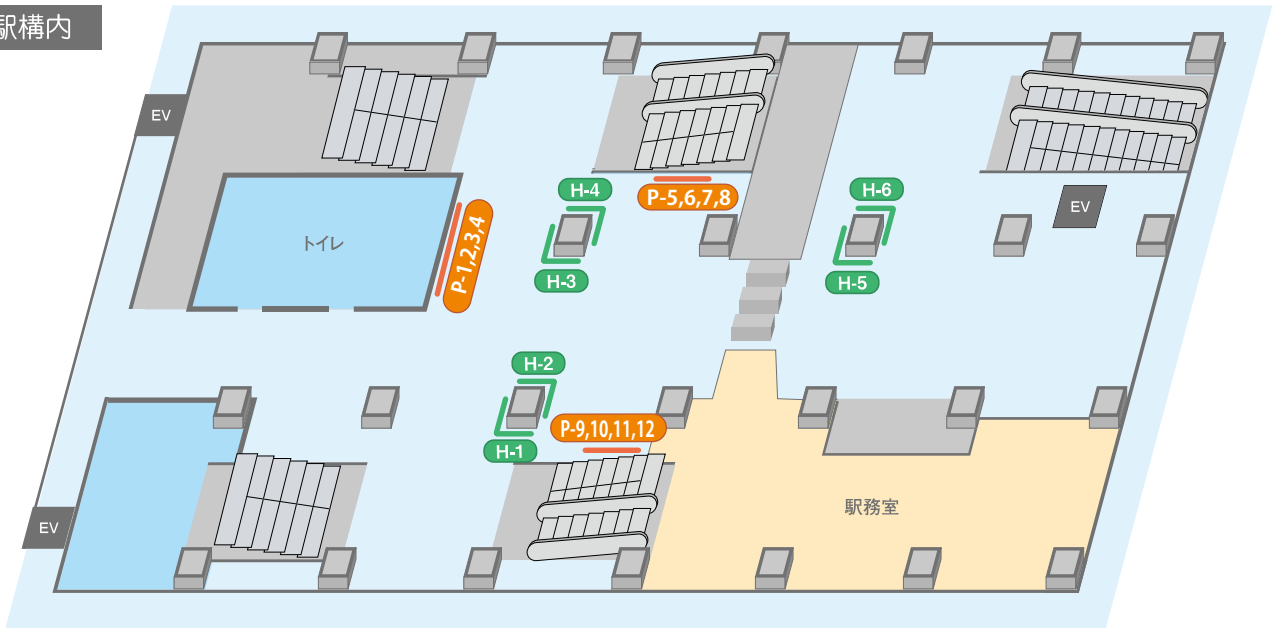 駅構内
EV
H-4
P-5,6,7,8
H-6
EV
トイレ
P-1,2,3,4
H-3
H-5
H-2
P-9,10,11,12
H-1
駅務室
EV